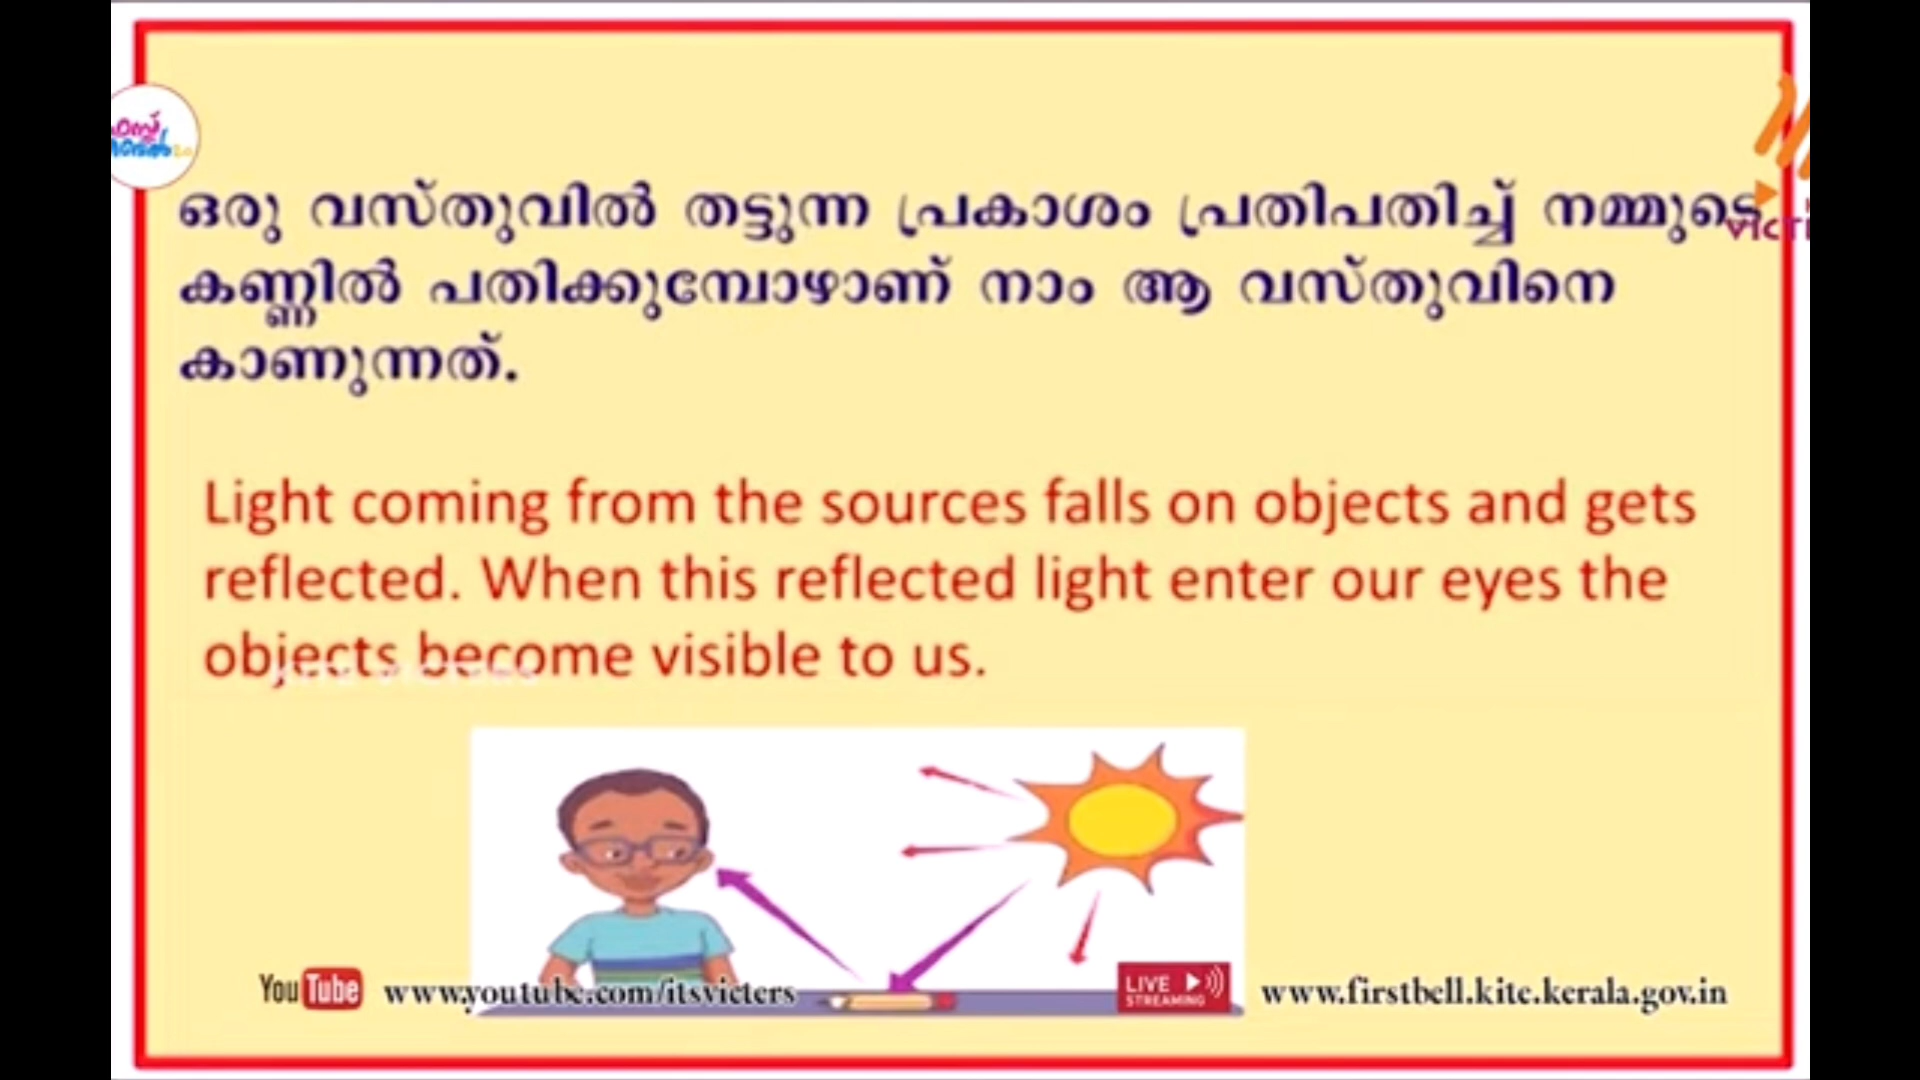 ഒരു വസ്തുവിൽ തട്ടുന്ന പ്രകാശം പ്രതിപതിച്ച് നമ്മുടെ
കണ്ണിൽ പതിക്കുമ്പോഴാണ് നാം ആ വസ്തുവിനെ
കാണുന്നത്.
Light coming from the sources falls on objects and gets
reflected. When this reflected light enter our eyes the
objects become visible to us.
YouTube www.youtube.com/itsvicters
LIVE STREAMING www.firstbell.kite.kerala.gov.in